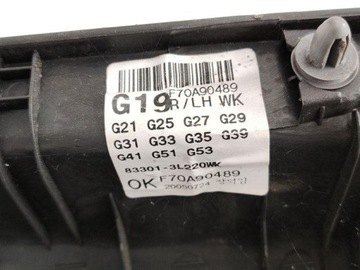 F70A90489
G19 R/LH WK
G21 G25 G27 G29
G31 G33 G35 G39
G41 G51 G53
83301-3L220WK
OK F70A90489
20050724